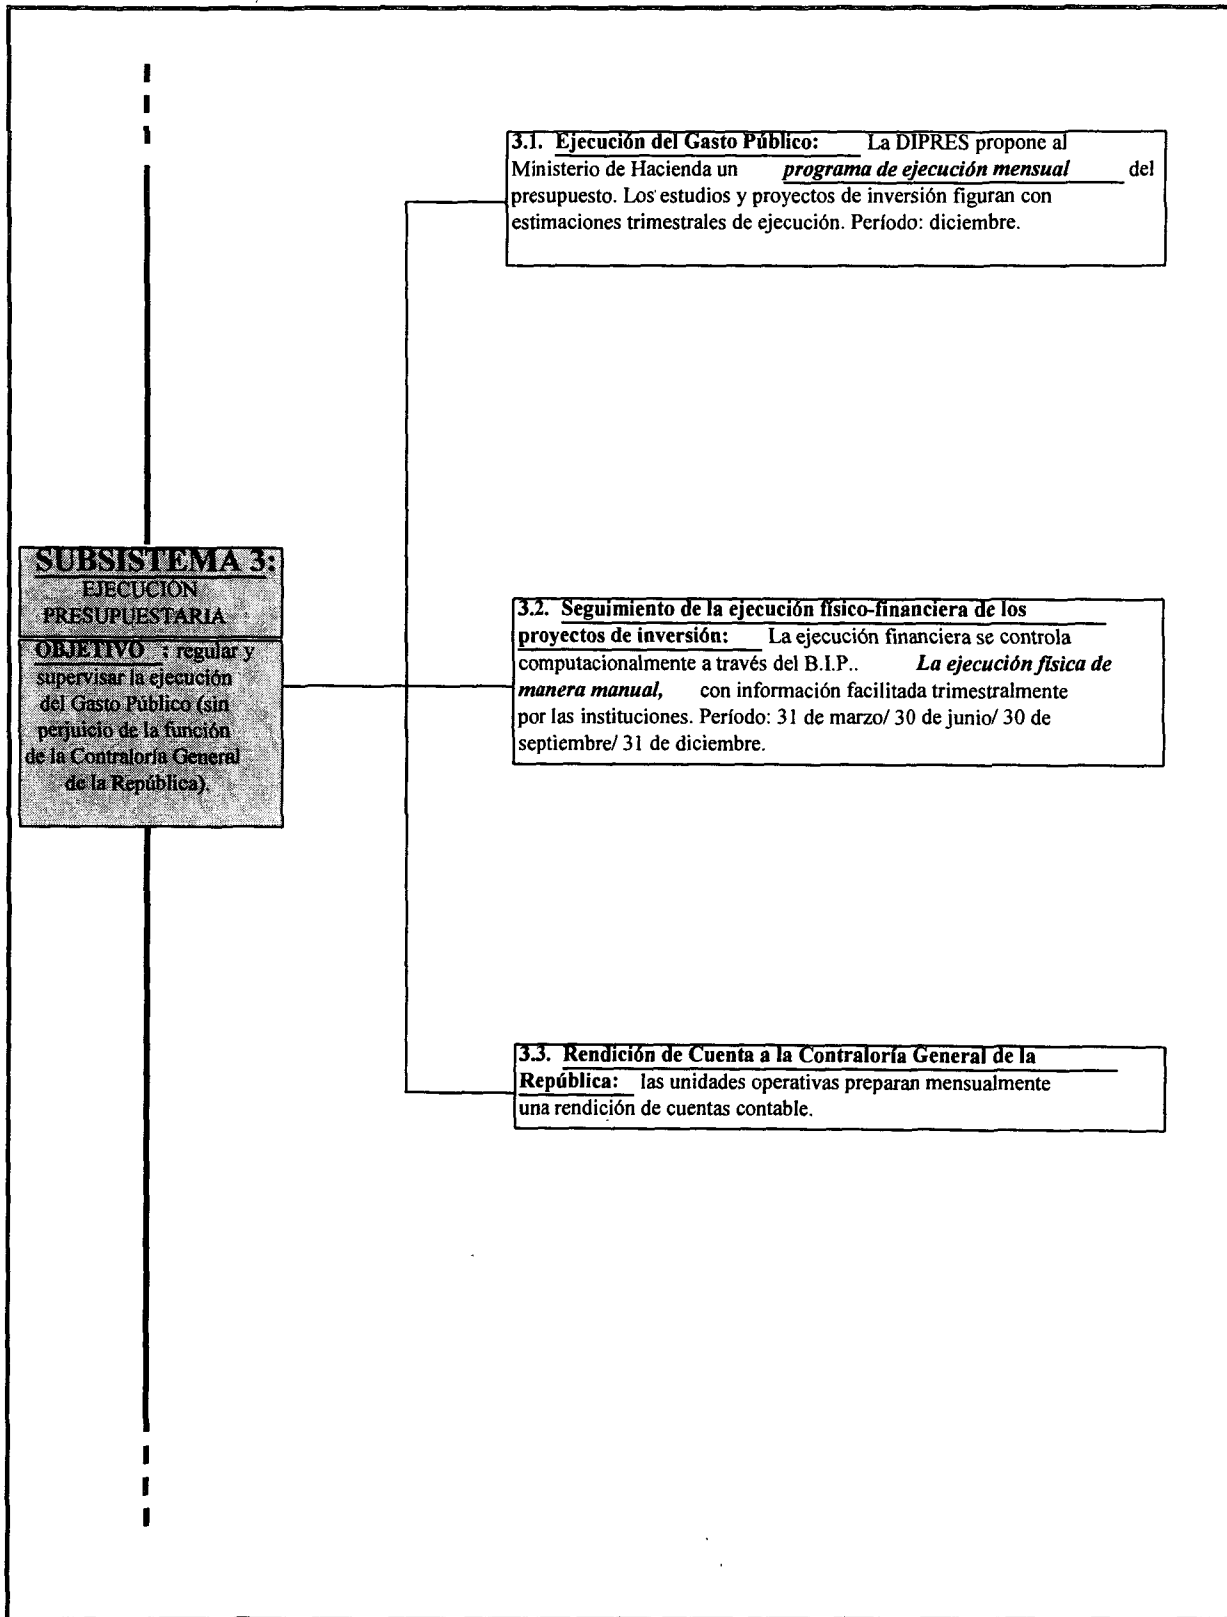 3.1. Ejecución del Gasto Público: La DIPRES propone al
Ministerio de Hacienda un programa de ejecución mensual del
presupuesto. Los estudios y proyectos de inversión figuran con
estimaciones trimestrales de ejecución. Período: diciembre.
SUBSISTEMA 3:
EJECUCIÓN
PRESUPUESTARIA
OBJETIVO : regular y
supervisar la ejecución
del Gasto Público (sin
perjuicio de la función
de la Contraloría General
de la República).
3.2. Seguimiento de la ejecución físico-financiera de los
proyectos de inversión: La ejecución financiera se controla
computacionalmente a través del B.I.P.. La ejecución física de
manera manual, con información facilitada trimestralmente
por las instituciones. Período: 31 de marzo/ 30 de junio/ 30 de
septiembre/ 31 de diciembre.
3.3. Rendición de Cuenta a la Contraloría General de la
República: las unidades operativas preparan mensualmente
una rendición de cuentas contable.